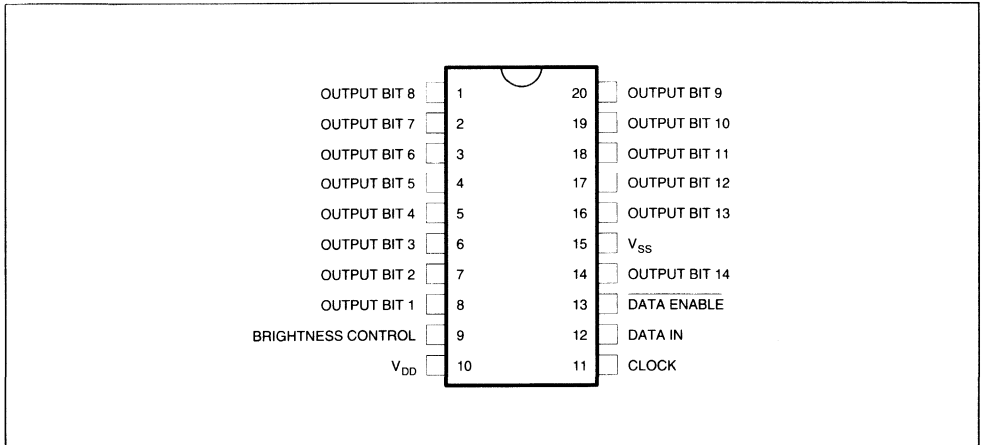 OUTPUT BIT 8 1 20 OUTPUT BIT 9
OUTPUT BIT 7 2 19 OUTPUT BIT 10
OUTPUT BIT 6 3 18 OUTPUT BIT 11
OUTPUT BIT 5 4 17 OUTPUT BIT 12
OUTPUT BIT 4 5 16 OUTPUT BIT 13
OUTPUT BIT 3 6 15 VSS
OUTPUT BIT 2 7 14 OUTPUT BIT 14
OUTPUT BIT 1 8 13 DATA ENABLE
BRIGHTNESS CONTROL 9 12 DATA IN
VDD 10 11 CLOCK